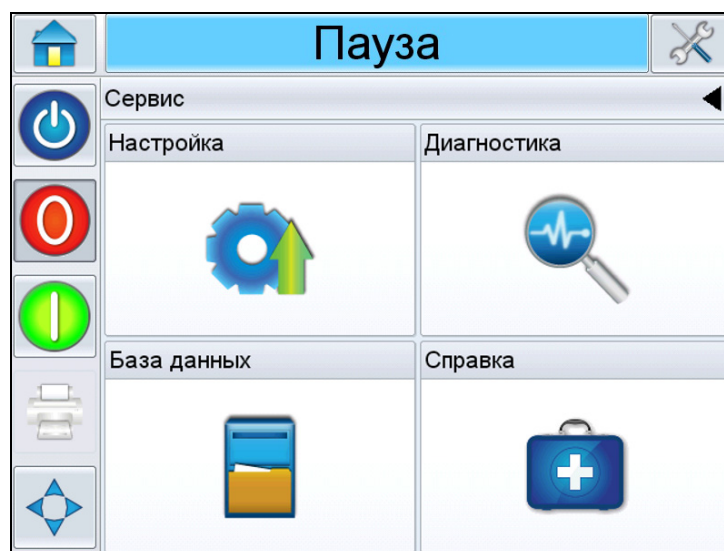 Пауза
Сервис
Настройка
Диагностика
База данных
Справка